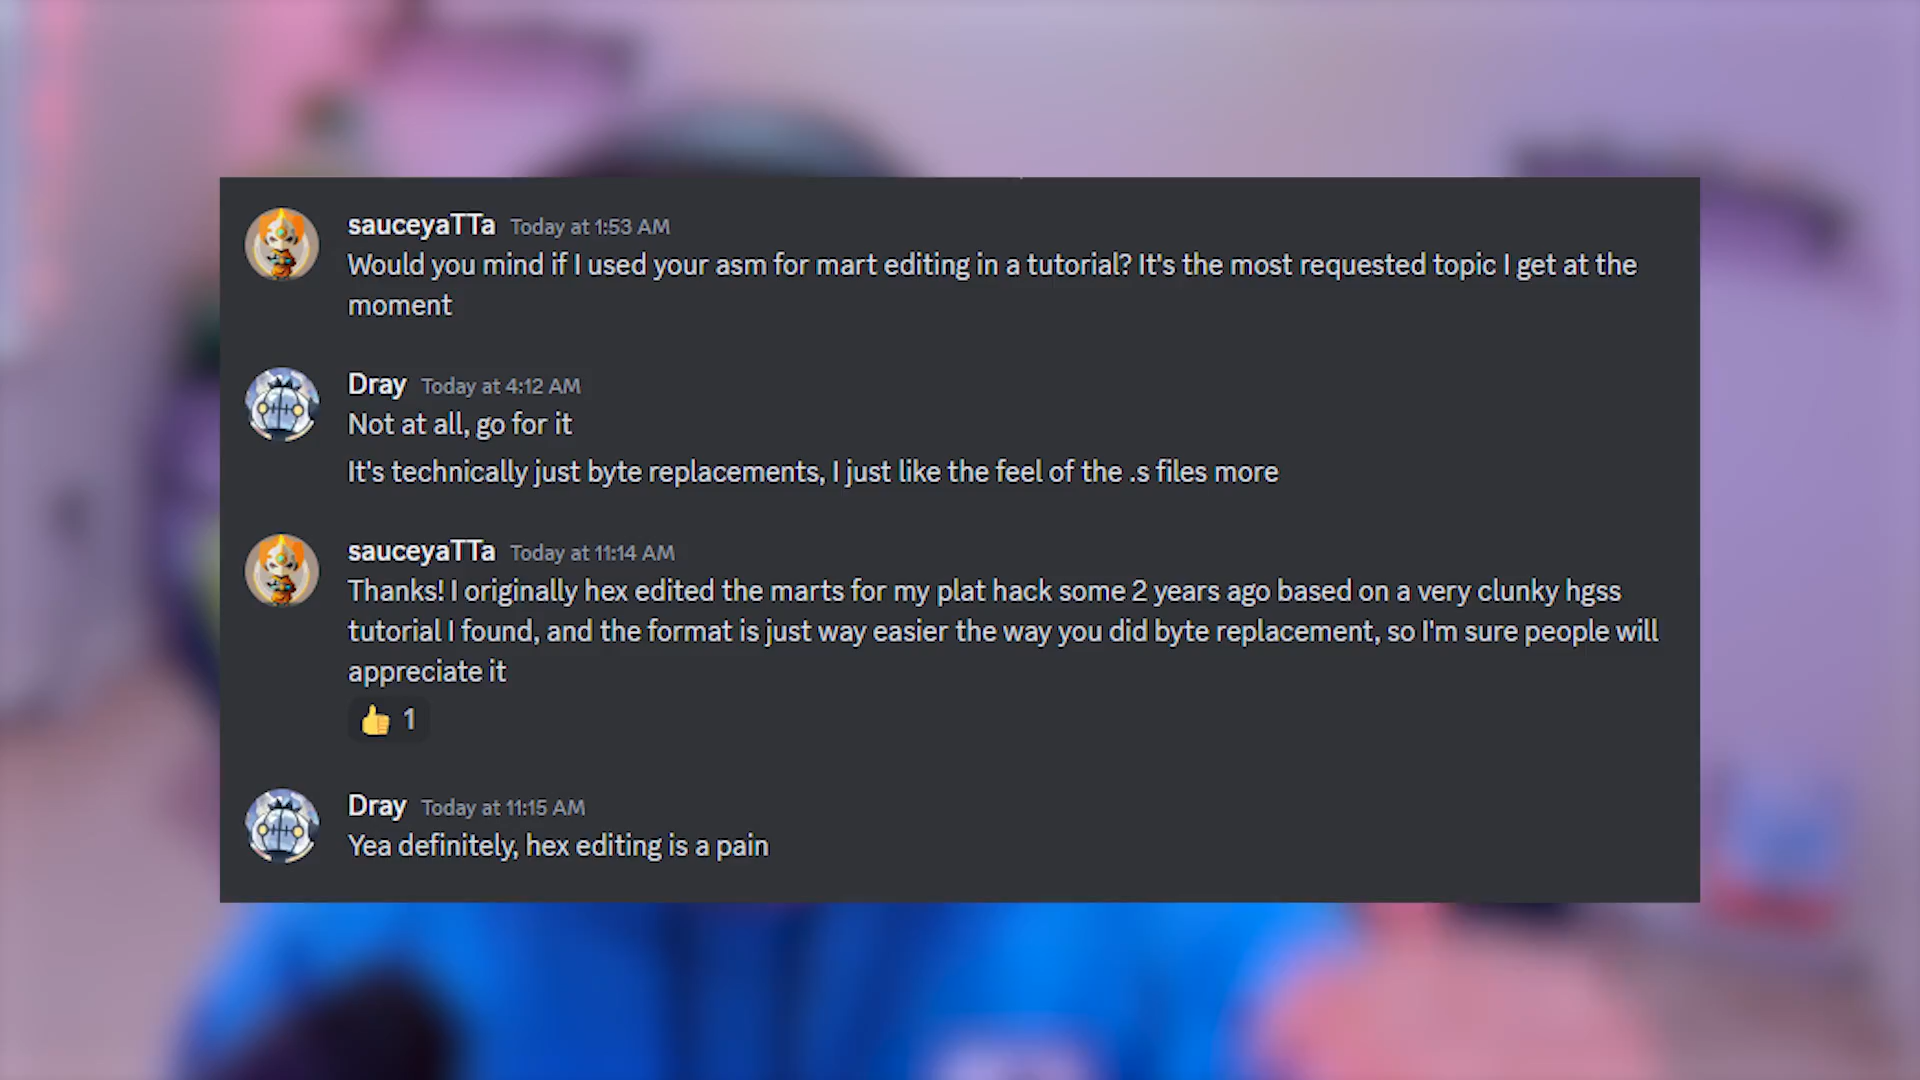 sauceyaTTa Today at 1:53 AM
Would you mind if I used your asm for mart editing in a tutorial? It's the most requested topic I get at the
moment
Dray Today at 4:12 AM
Not at all, go for it
It's technically just byte replacements, I just like the feel of the .s files more
sauceyaTTa Today at 11:14 AM
Thanks! I originally hex edited the marts for my plat hack some 2 years ago based on a very clunky hgss
tutorial I found, and the format is just way easier the way you did byte replacement, so I'm sure people will
appreciate it
👍 1
Dray Today at 11:15 AM
Yea definitely, hex editing is a pain